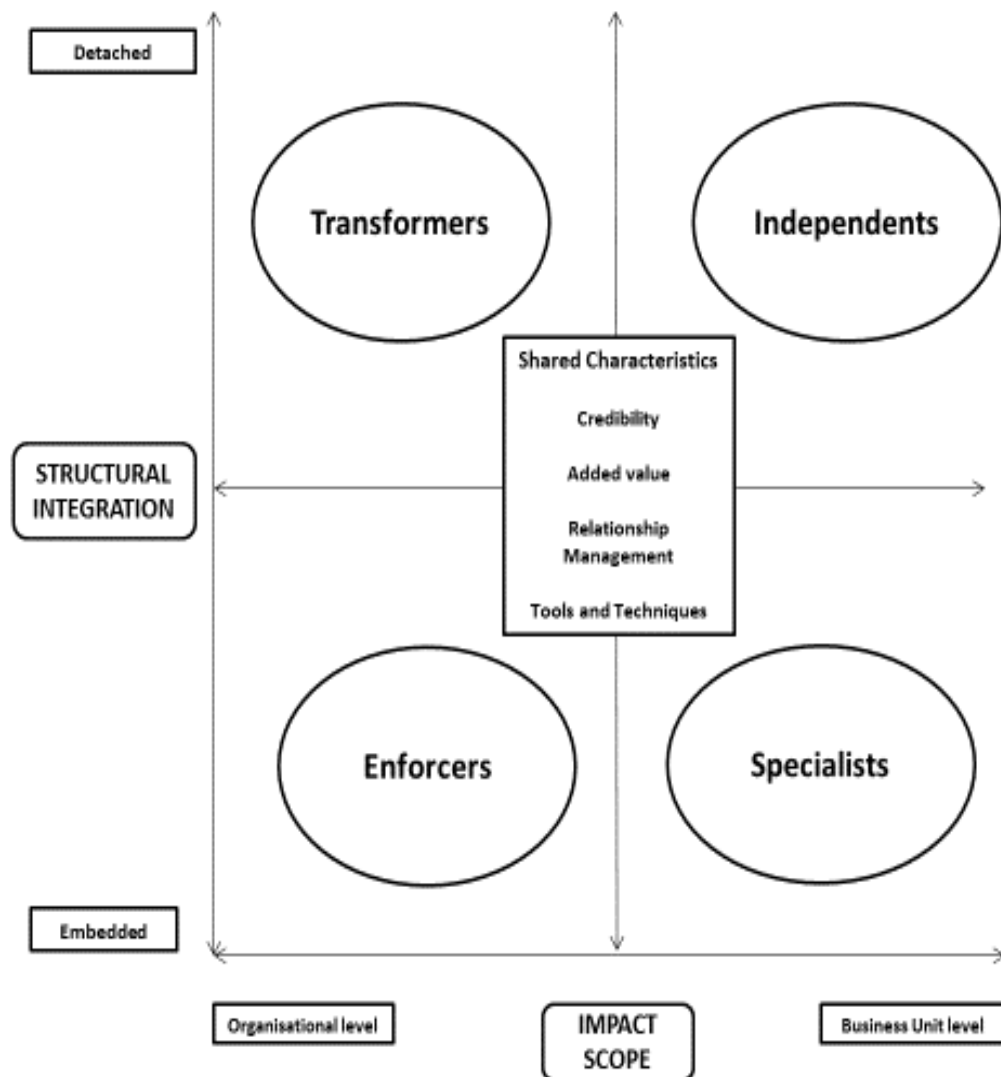 Detached
Transformers
Independents
Shared Characteristics
Credibility
Added value
Relationship
Management
Tools and Techniques
STRUCTURAL
INTEGRATION
Enforcers
Specialists
Embedded
Organisational level
IMPACT
SCOPE
Business Unit level